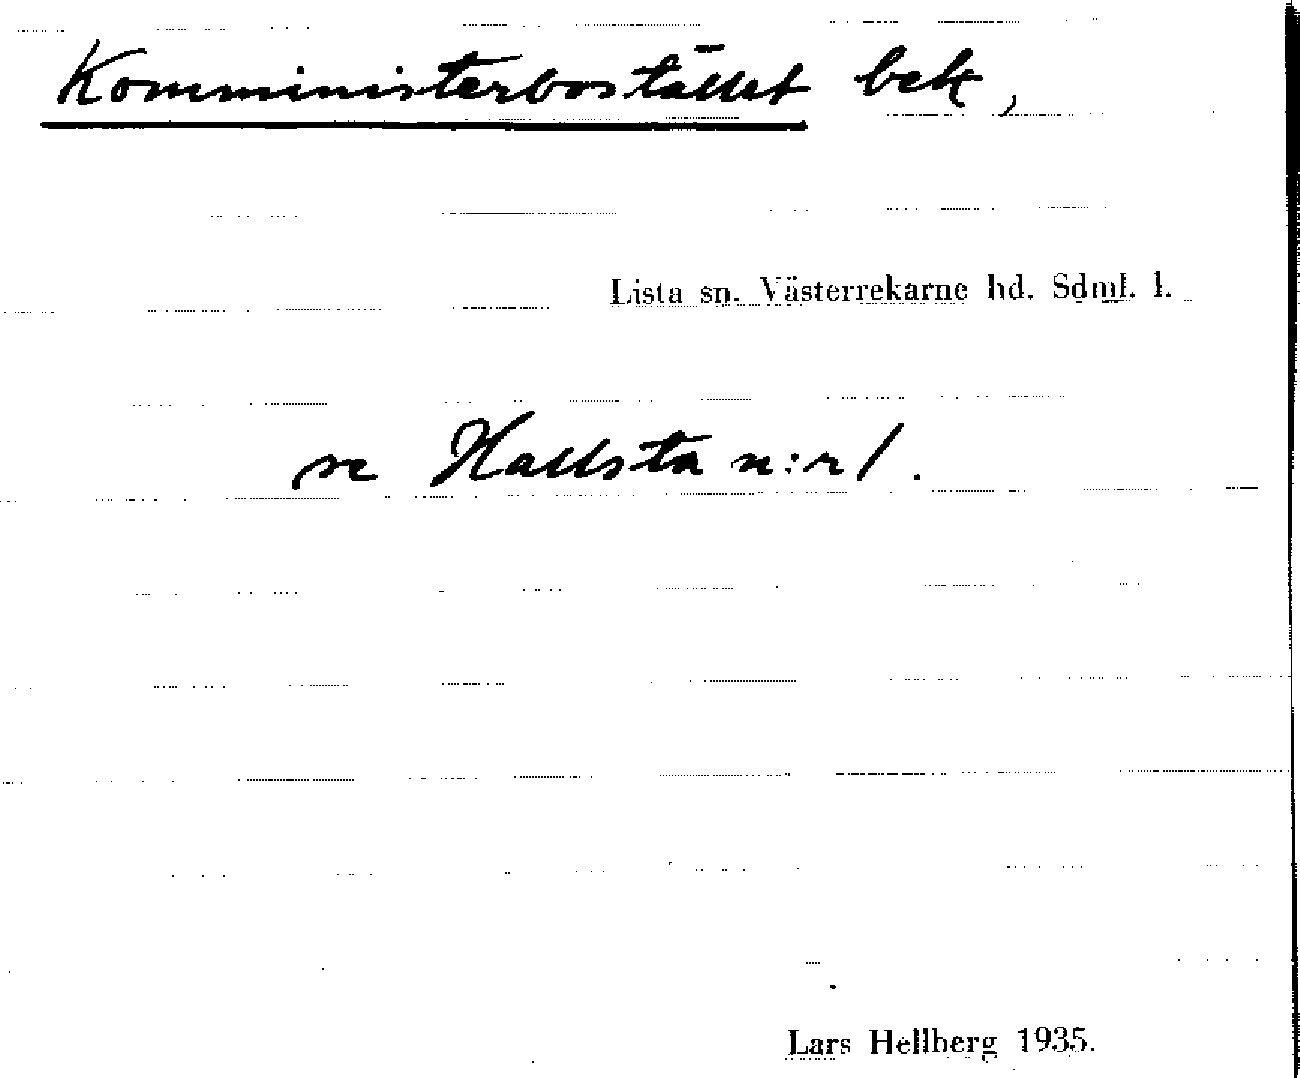 Komministerbostället bek,
Lista sn. Västerrekarne hd. Sdml. l.
se Hallsta n:r 1.
Lars Hellberg 1935.